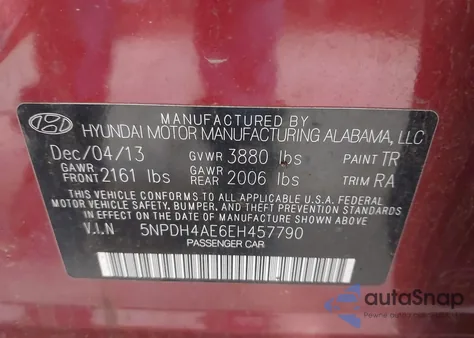 MANUFACTURED BY
HYUNDAI MOTOR MANUFACTURING ALABAMA, LLC
Dec/04/13 GVWR 3880 lbs PAINT TR
GAWR FRONT 2161 lbs GAWR REAR 2006 lbs TRIM RA
THIS VEHICLE CONFORMS TO ALL APPLICABLE U.S.A. FEDERAL
MOTOR VEHICLE SAFETY, BUMPER, AND THEFT PREVENTION STANDARDS
IN EFFECT ON THE DATE OF MANUFACTURE SHOWN ABOVE
V.I.N 5NPDH4AE6EH457790
PASSENGER CAR
autoSnap